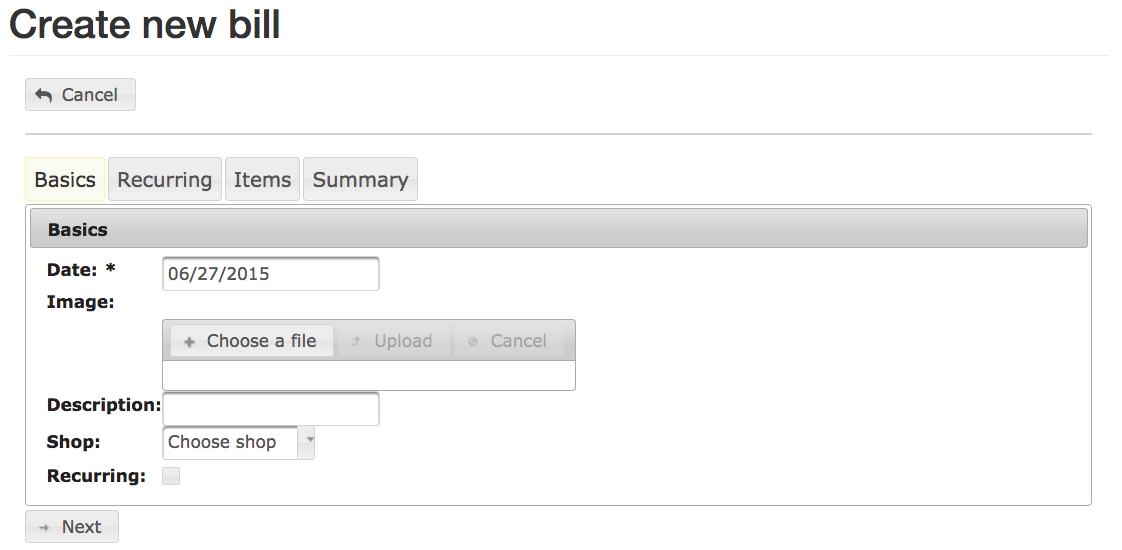 Create new bill
Cancel
Basics Recurring Items Summary
Basics
Date: * 06/27/2015
Image:
Choose a file Upload Cancel
Description:
Shop: Choose shop
Recurring:
Next